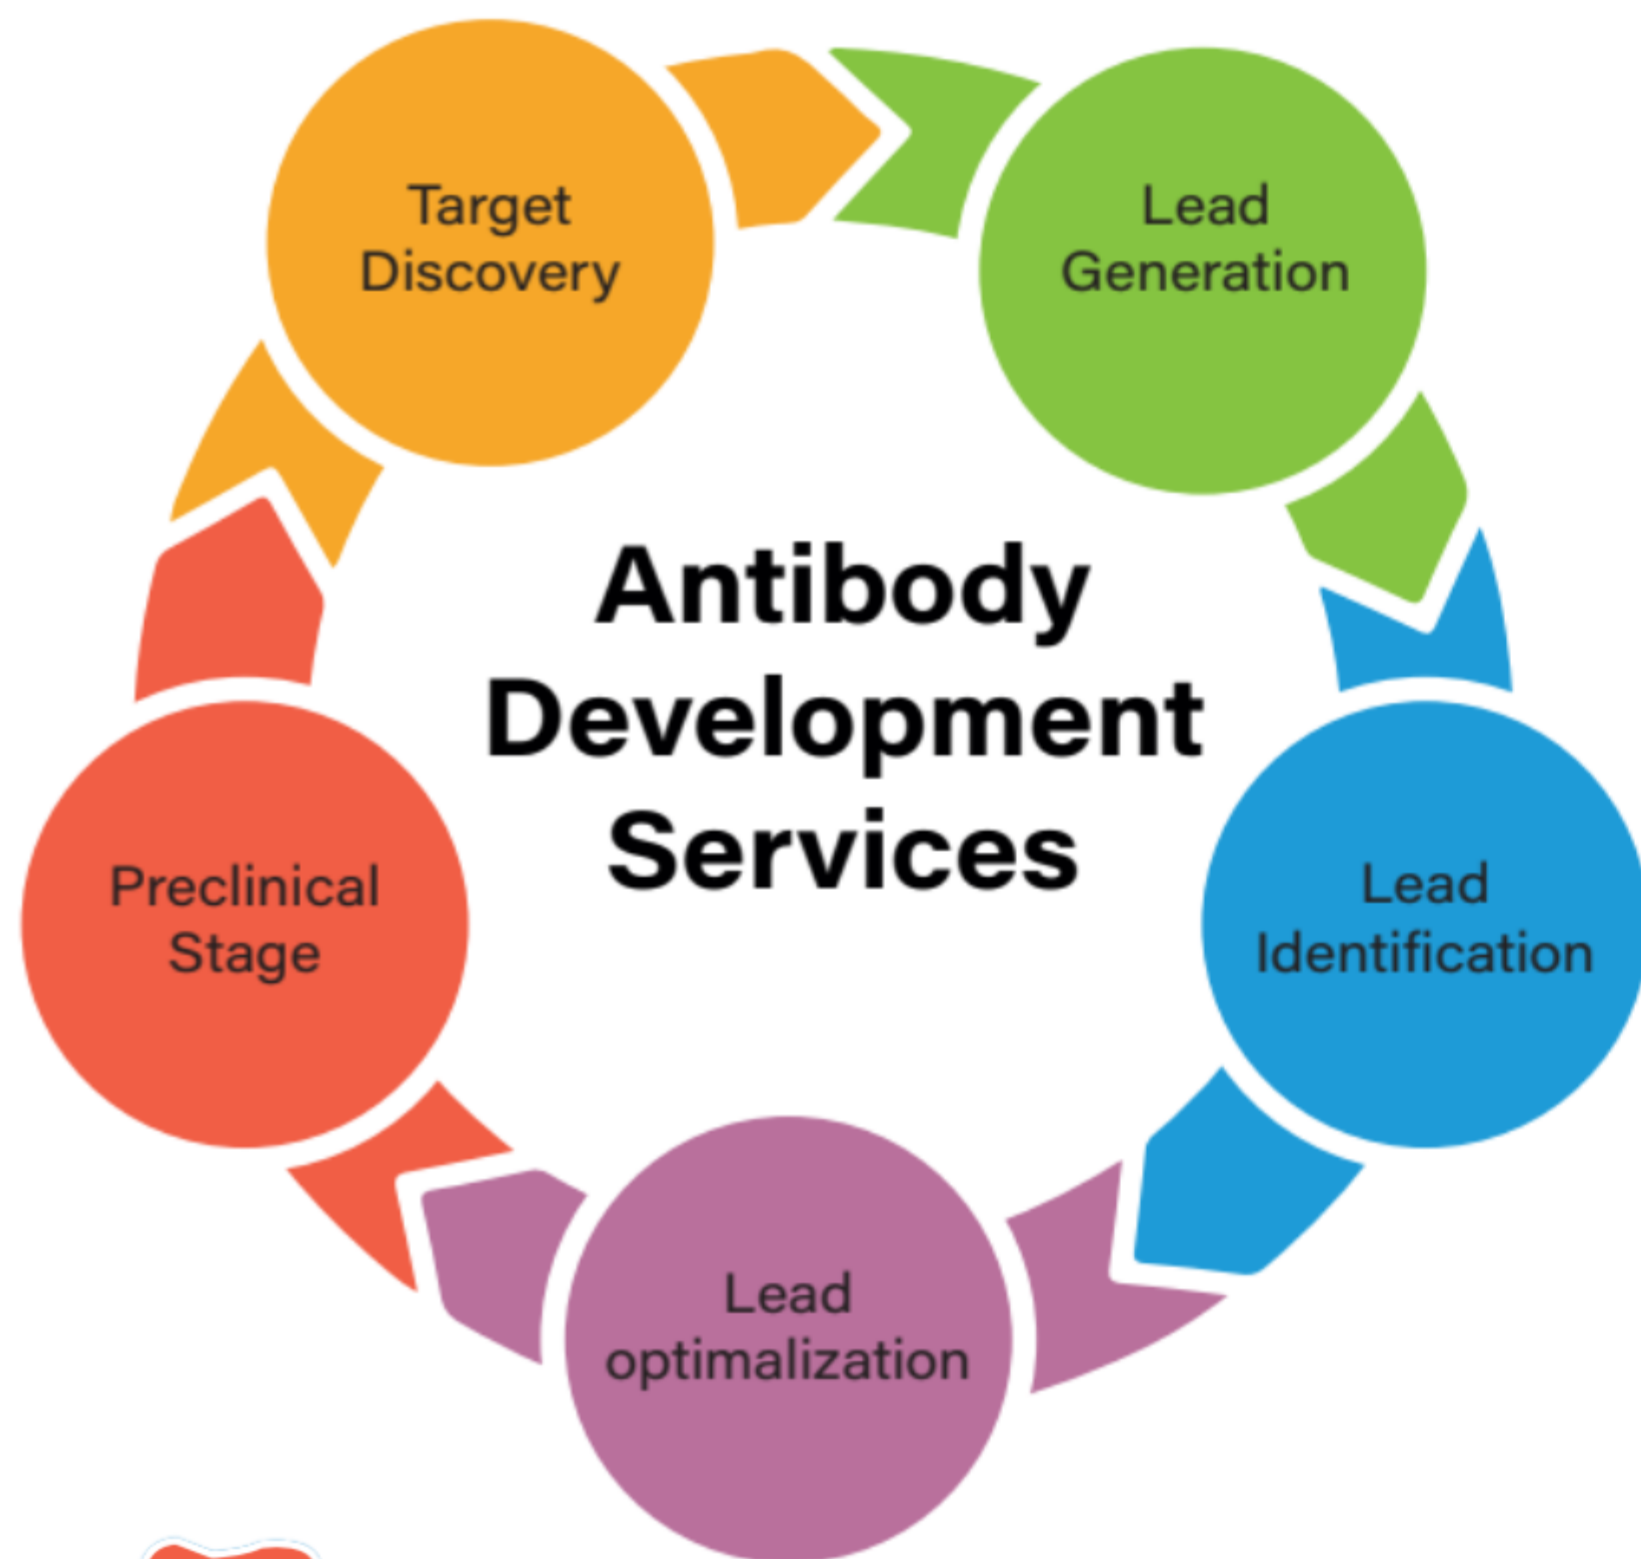 Target
Discovery
Lead
Generation
Antibody
Development
Services
Lead
Identification
Lead
optimalization
Preclinical
Stage